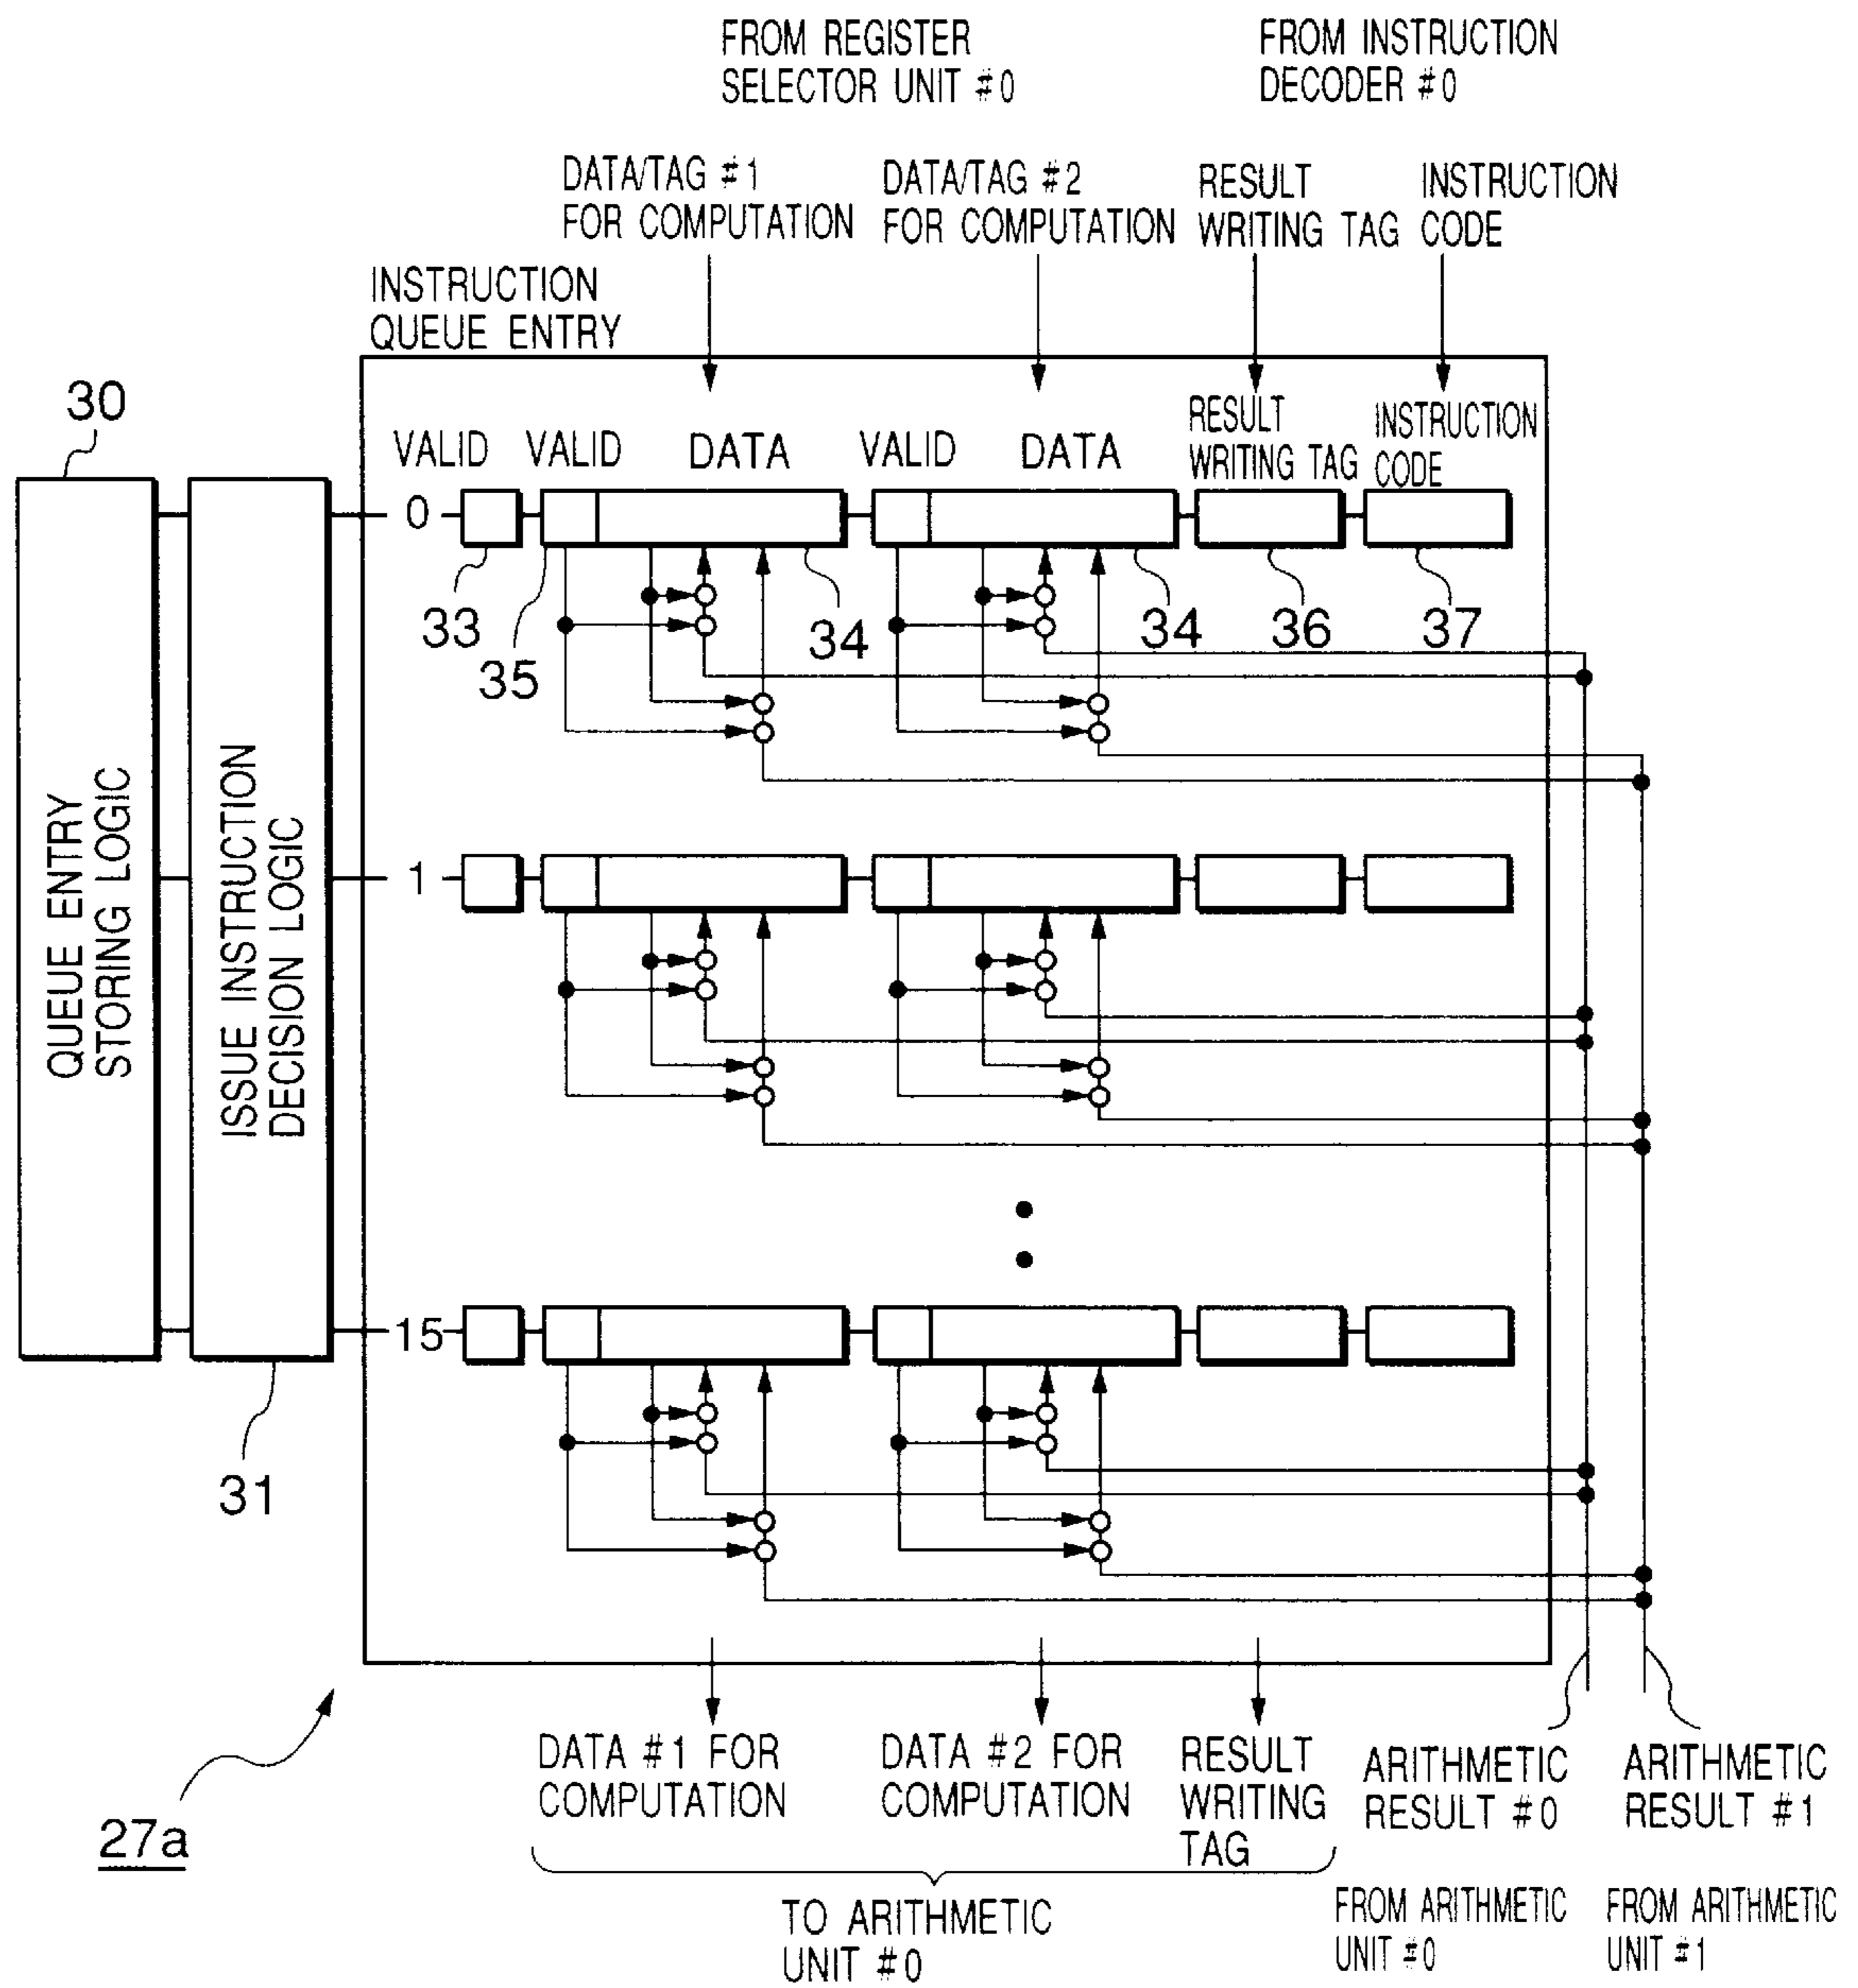 FROM REGISTER
SELECTOR UNIT #0
FROM INSTRUCTION
DECODER #0
DATA/TAG #1
FOR COMPUTATION
DATA/TAG #2
FOR COMPUTATION
RESULT
WRITING TAG
INSTRUCTION
CODE
INSTRUCTION
QUEUE ENTRY
30
VALID
VALID
DATA
VALID
DATA
RESULT
WRITING TAG
INSTRUCTION
CODE
0
33
35
34
34
36
37
QUEUE ENTRY
STORING LOGIC
ISSUE INSTRUCTION
DECISION LOGIC
1
15
31
27a
DATA #1 FOR
COMPUTATION
DATA #2 FOR
COMPUTATION
RESULT
WRITING
TAG
ARITHMETIC
RESULT #0
ARITHMETIC
RESULT #1
TO ARITHMETIC
UNIT #0
FROM ARITHMETIC
UNIT #0
FROM ARITHMETIC
UNIT #1